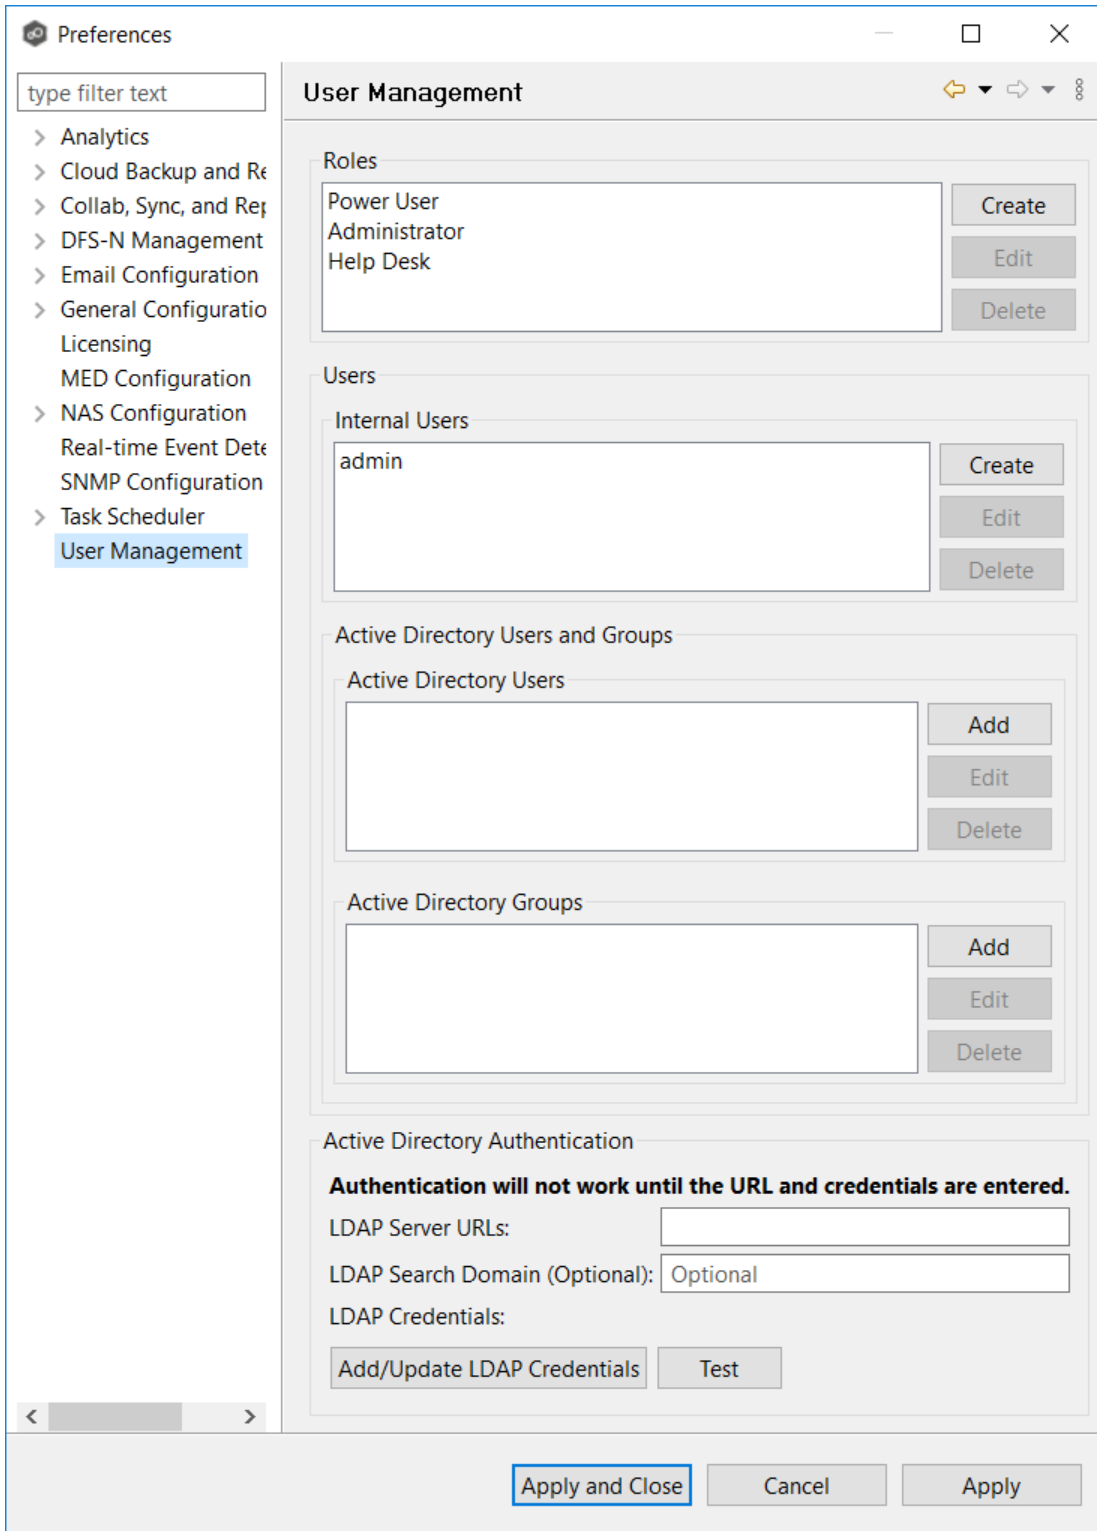 Preferences
type filter text
Analytics
Cloud Backup and Re
Collab, Sync, and Rep
DFS-N Management
Email Configuration
General Configuratio
Licensing
MED Configuration
NAS Configuration
Real-time Event Dete
SNMP Configuration
Task Scheduler
User Management
User Management
Roles
Power User
Administrator
Help Desk
Create
Edit
Delete
Users
Internal Users
admin
Create
Edit
Delete
Active Directory Users and Groups
Active Directory Users
Add
Edit
Delete
Active Directory Groups
Add
Edit
Delete
Active Directory Authentication
Authentication will not work until the URL and credentials are entered.
LDAP Server URLs:
LDAP Search Domain (Optional): Optional
LDAP Credentials:
Add/Update LDAP Credentials Test
Apply and Close Cancel Apply